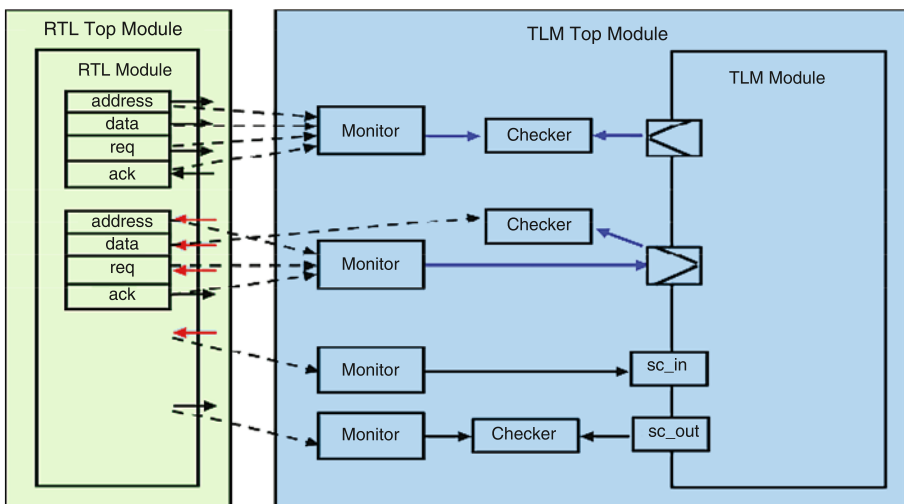 RTL Top Module
RTL Module
address
data
req
ack
address
data
req
ack
TLM Top Module
TLM Module
Monitor
Checker
Checker
Monitor
Monitor
sc_in
Monitor
Checker
sc_out